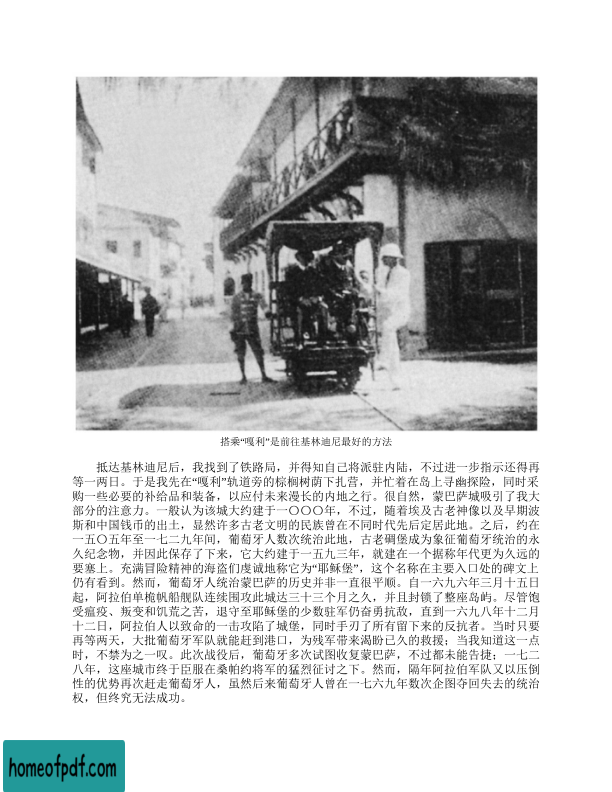 搭乘“嘎利”是前往基林迪尼最好的方法
抵达基林迪尼后，我找到了铁路局，并得知自己将派驻内陆，不过进一步指示还得再
等一两日。于是我先在“嘎利”轨道旁的棕榈树荫下扎营，并忙着在岛上寻幽探险，同时采
购一些必要的补给品和装备，以应付未来漫长的内地之行。很自然，蒙巴萨城吸引了我大
部分的注意力。一般认为该城大约建于一〇〇〇年，不过，随着埃及古老神像以及早期波
斯和中国钱币的出土，显然许多古老文明的民族曾在不同时代先后定居此地。之后，约在
一五〇五年至一七二九年间，葡萄牙人数次统治此地，古老碉堡成为象征葡萄牙统治的永
久纪念物，并因此保存了下来，它大约建于一五九三年，就建在一个据称年代更为久远的
要塞上。充满冒险精神的海盗们虔诚地称它为“耶稣堡”，这个名称在主要入口处的碑文上
仍有看到。然而，葡萄牙人统治蒙巴萨的历史并非一直很平顺。自一六九六年三月十五日
起，阿拉伯单桅帆船舰队连续围攻此城达三十三个月之久，并且封锁了整座岛屿。尽管饱
受瘟疫、叛变和饥荒之苦，退守至耶稣堡的少数驻军仍奋勇抗敌，直到一六九八年十二月
十二日，阿拉伯人以致命的一击攻陷了城堡，同时手刃了所有留下来的反抗者。当时只要
再等两天，大批葡萄牙军队就能赶到港口，为残军带来渴盼已久的救援；当我知道这一点
时，不禁为之一叹。此次战役后，葡萄牙多次试图收复蒙巴萨，不过都未能告捷；一七二
八年，这座城市终于臣服在桑帕约将军的猛烈征讨之下。然而，隔年阿拉伯军队又以压倒
性的优势再次赶走葡萄牙人，虽然后来葡萄牙人曾在一七六九年数次企图夺回失去的统治
权，但终究无法成功。
homeofpdf.com